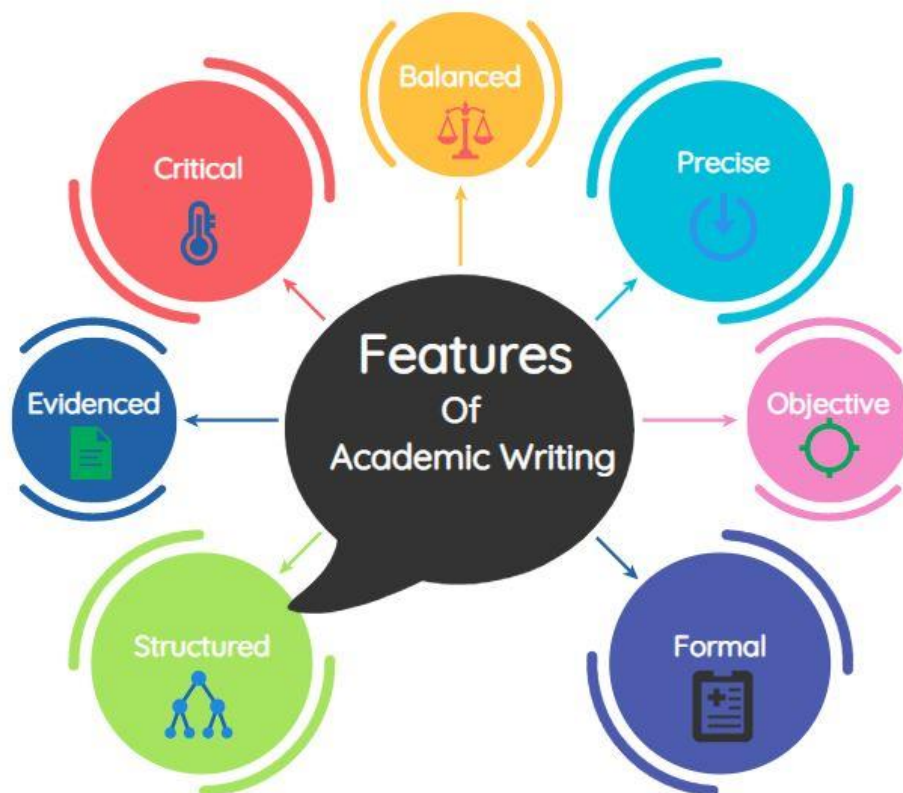 Features
Of
Academic Writing
Balanced
Precise
Objective
Formal
Structured
Evidenced
Critical